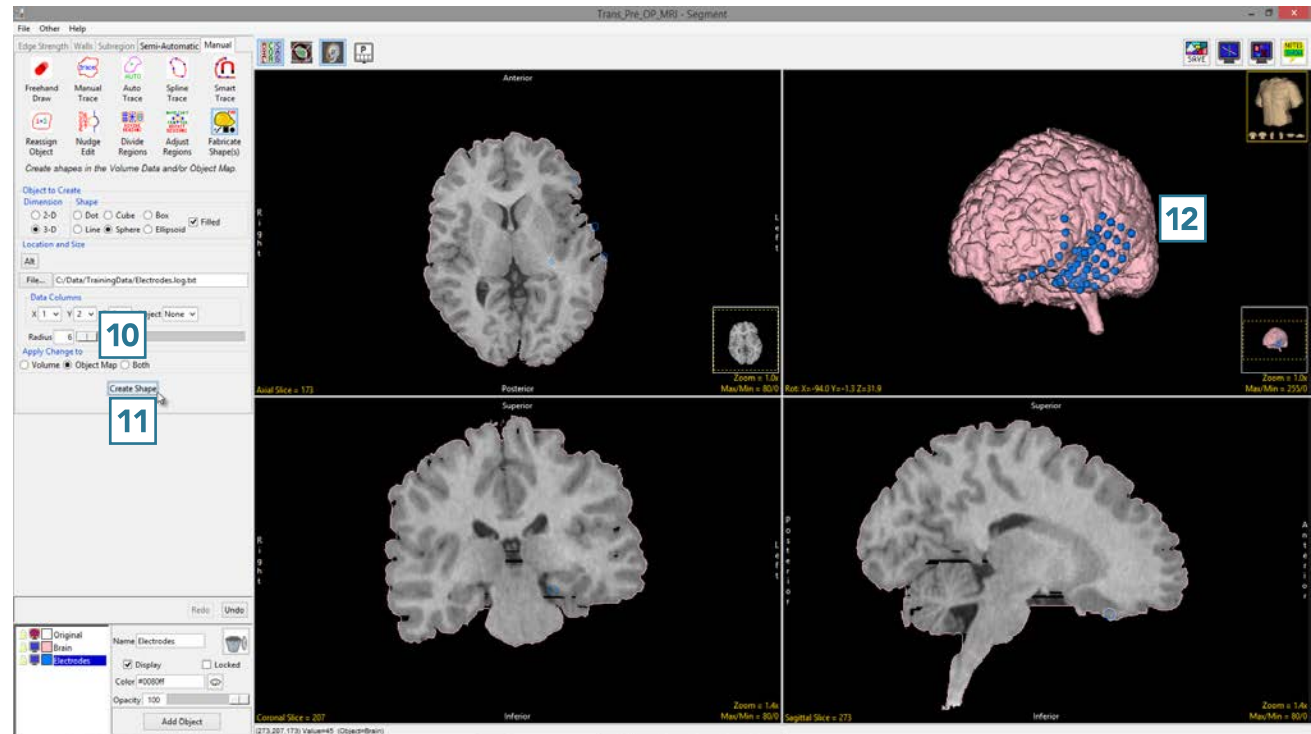 Trans_Pre_OP_MRI - Segment
File Other Help
Edge Strength Walls Subregion Semi-Automatic Manual
Freehand Draw
Manual Trace
Auto Trace
Spline Trace
Smart Trace
Reassign Object
Nudge Edit
Divide Regions
Adjust Regions
Fabricate Shape(s)
Create shapes in the Volume Data and/or Object Map.
Object to Create
Dimension Shape
2-D Dot Cube Box
Filled
3-D Line Sphere Ellipsoid
Location and Size
Alt
File... C:/Data/TrainingData/Electrodes.log.txt
Data Columns
X 1 Y 2 None
Radius 6
10
Apply Change to
Volume Object Map Both
Create Shape
11
Redo Undo
Original
Brain
Electrodes
Name Electrodes
Display Locked
Color #0080ff
Opacity 100
Add Object
SAVE
NOTES
Anterior
Right
Left
Axial Slice = 173
Posterior
Zoom = 1.0x
Max/Min = 80/0
12
Rot: X=-94.0 Y=-1.3 Z=31.9
Zoom = 1.0x
Max/Min = 255/0
Superior
Right
Left
Coronal Slice = 207
Inferior
Zoom = 1.4x
Max/Min = 80/0
Superior
Posterior
Anterior
Sagittal Slice = 273
Inferior
Zoom = 1.4x
Max/Min = 80/0
(273,207,173) Value=45 (Object=Brain)